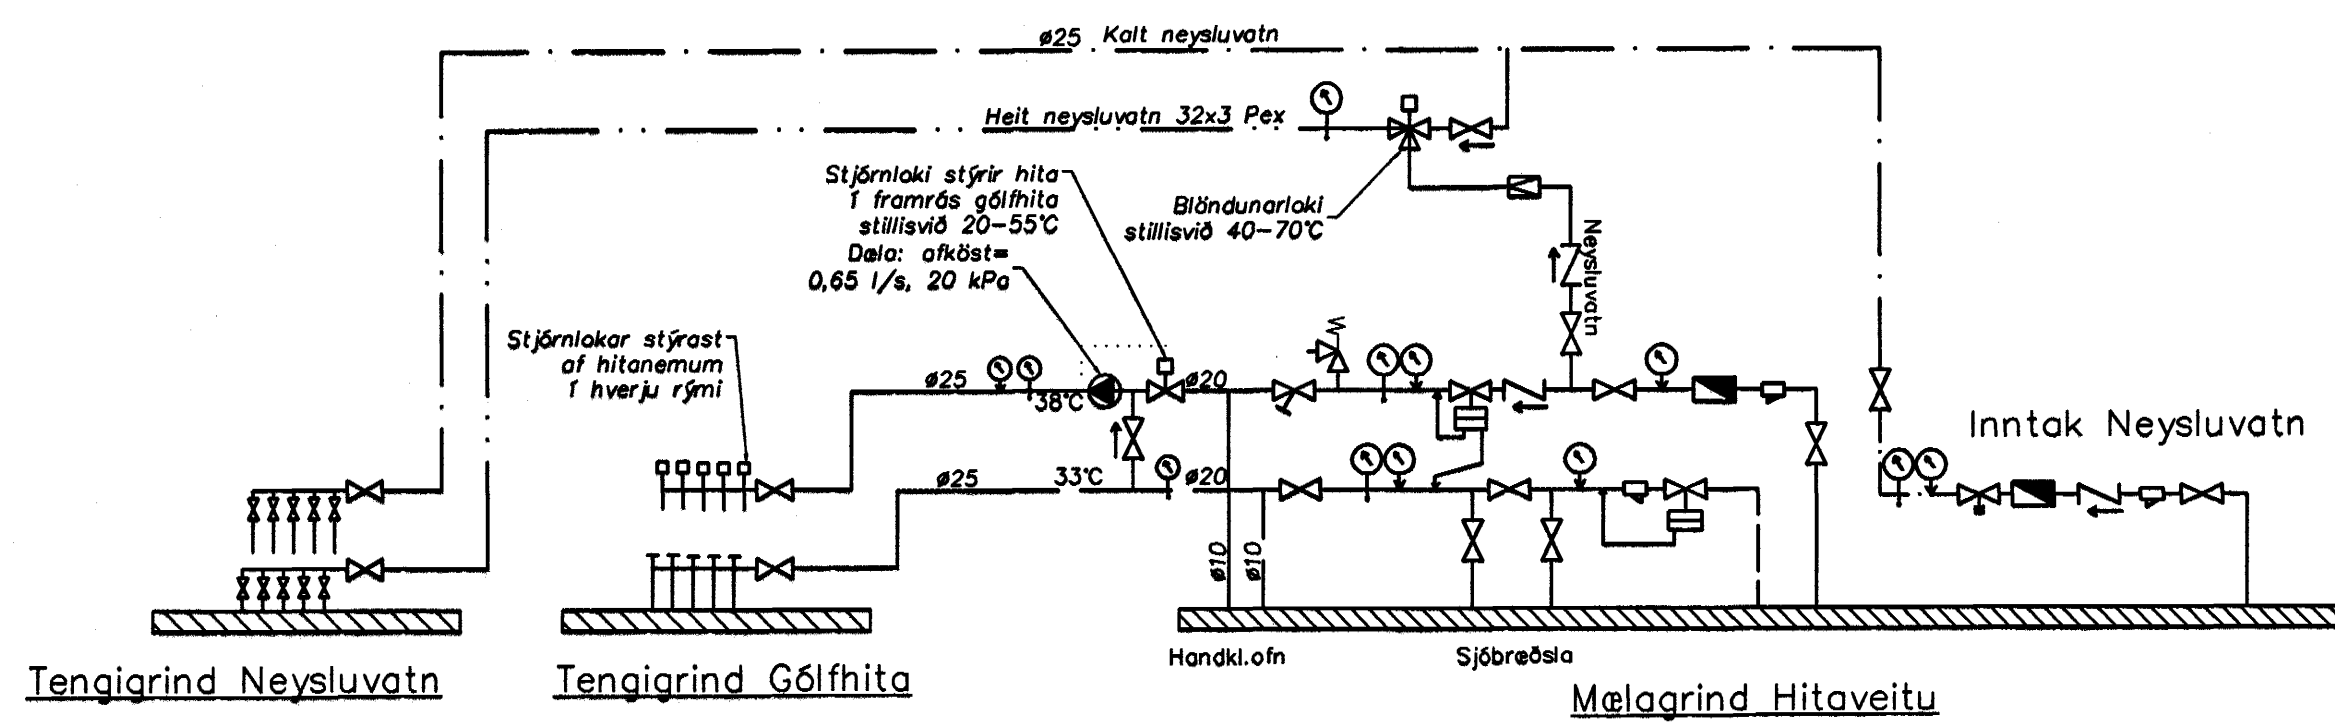 ø25 Kalt neysluvatn
Heit neysluvatn 32x3 Pex
Stjórnloki stýrir hita
í framrás gólfhita
stillisvið 20-55°C
Dæla: afköst=
0,65 l/s, 20 kPa
Blöndunarloki
stillisvið 40-70°C
Neysluvatn
Stjórnlokar stýrast
af hitanemum
í hverju rými
ø25
38°C
ø20
ø25
33°C
ø20
ø10
ø10
Inntak Neysluvatn
Handkl.ofn
Sjóbræðsla
Tengigrind Neysluvatn
Tengigrind Gólfhita
Mælagrind Hitaveitu